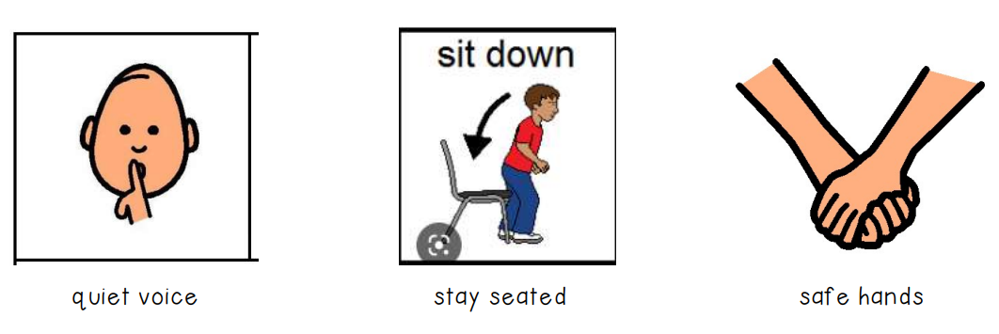 sit down
quiet voice
stay seated
safe hands